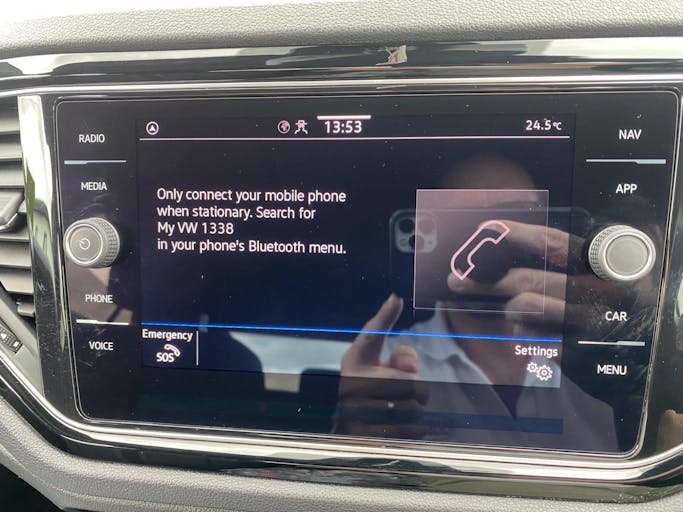 RADIO
MEDIA
PHONE
VOICE
13:53
24.5°C
Only connect your mobile phone
when stationary. Search for
My VW 1338
in your phone's Bluetooth menu.
Emergency
SOS
Settings
NAV
APP
CAR
MENU